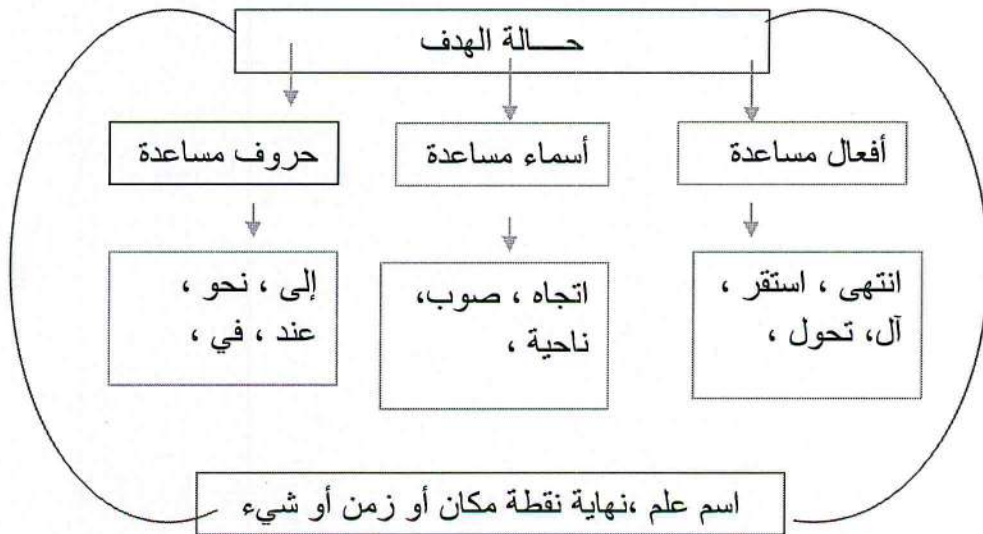 حـــالة الهدف
أفعال مساعدة
أسماء مساعدة
حروف مساعدة
انتهى ، استقر ،
آل، تحول ،
اتجاه ، صوب،
ناحية ،
إلى ، نحو ،
عند ، في ،
اسم علم ،نهاية نقطة مكان أو زمن أو شيء